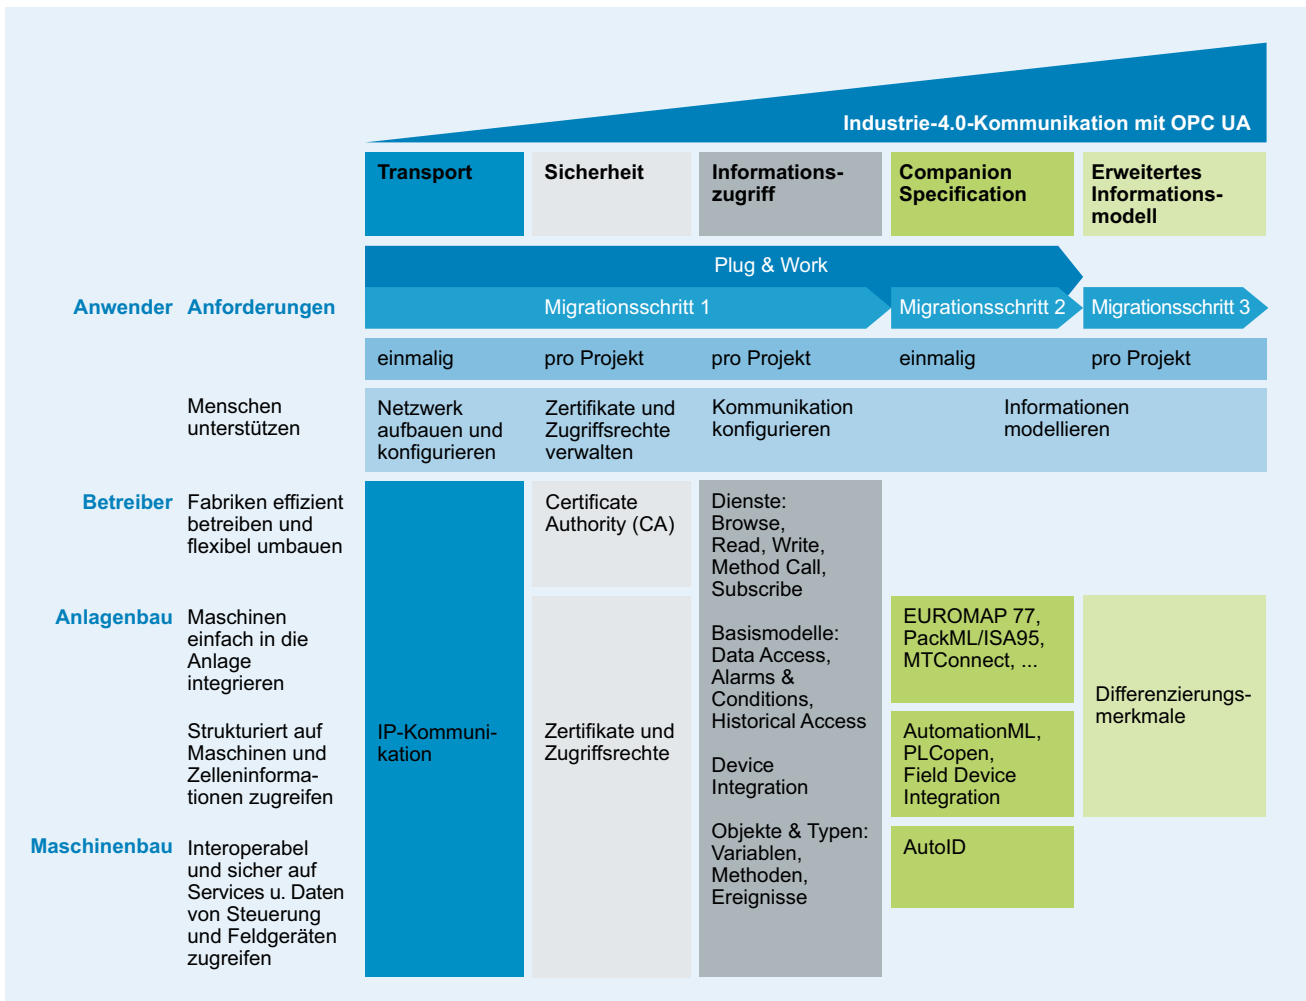 Industrie-4.0-Kommunikation mit OPC UA
Transport
Sicherheit
Informations-
zugriff
Companion
Specification
Erweitertes
Informations-
modell
Plug & Work
Anwender
Anforderungen
Migrationsschritt 1
Migrationsschritt 2
Migrationsschritt 3
einmalig
pro Projekt
pro Projekt
einmalig
pro Projekt
Menschen
unterstützen
Netzwerk
aufbauen und
konfigurieren
Zertifikate und
Zugriffsrechte
verwalten
Kommunikation
konfigurieren
Informationen
modellieren
Betreiber
Fabriken effizient
betreiben und
flexibel umbauen
Certificate
Authority (CA)
Dienste:
Browse,
Read, Write,
Method Call,
Subscribe
Anlagenbau
Maschinen
einfach in die
Anlage
integrieren
Basismodelle:
Data Access,
Alarms &
Conditions,
Historical Access
EUROMAP 77,
PackML/ISA95,
MTConnect, ...
Differenzierungs-
merkmale
Strukturiert auf
Maschinen und
Zelleninforma-
tionen zugreifen
IP-Kommuni-
kation
Zertifikate und
Zugriffsrechte
Device
Integration
AutomationML,
PLCopen,
Field Device
Integration
Maschinenbau
Interoperabel
und sicher auf
Services u. Daten
von Steuerung
und Feldgeräten
zugreifen
Objekte & Typen:
Variablen,
Methoden,
Ereignisse
AutoID